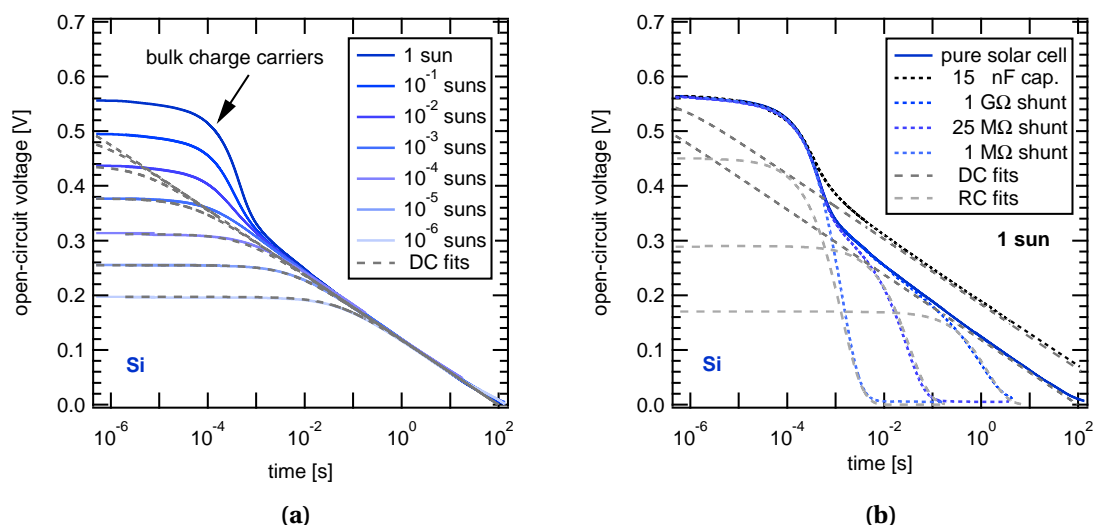 0.7
0.6
0.5
0.4
0.3
0.2
0.1
0.0
open-circuit voltage [V]
bulk charge carriers
1 sun
10⁻¹ suns
10⁻² suns
10⁻³ suns
10⁻⁴ suns
10⁻⁵ suns
10⁻⁶ suns
DC fits
Si
10⁻⁶ 10⁻⁴ 10⁻² 10⁰ 10²
time [s]
(a)
0.7
0.6
0.5
0.4
0.3
0.2
0.1
0.0
open-circuit voltage [V]
pure solar cell
15 nF cap.
1 GΩ shunt
25 MΩ shunt
1 MΩ shunt
DC fits
RC fits
1 sun
Si
10⁻⁶ 10⁻⁴ 10⁻² 10⁰ 10²
time [s]
(b)